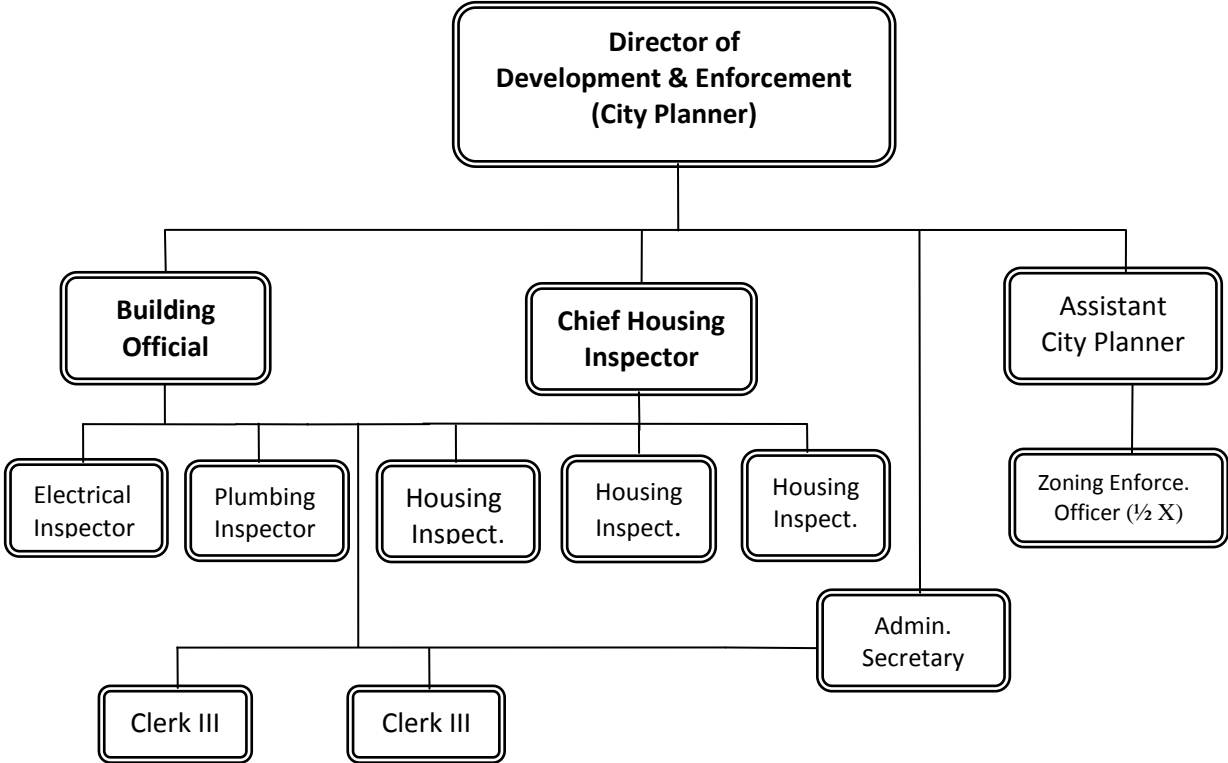 Director of
Development & Enforcement
(City Planner)
Building
Official
Chief Housing
Inspector
Assistant
City Planner
Electrical
Inspector
Plumbing
Inspector
Housing
Inspect.
Housing
Inspect.
Housing
Inspect.
Zoning Enforce.
Officer (½ X)
Admin.
Secretary
Clerk III
Clerk III